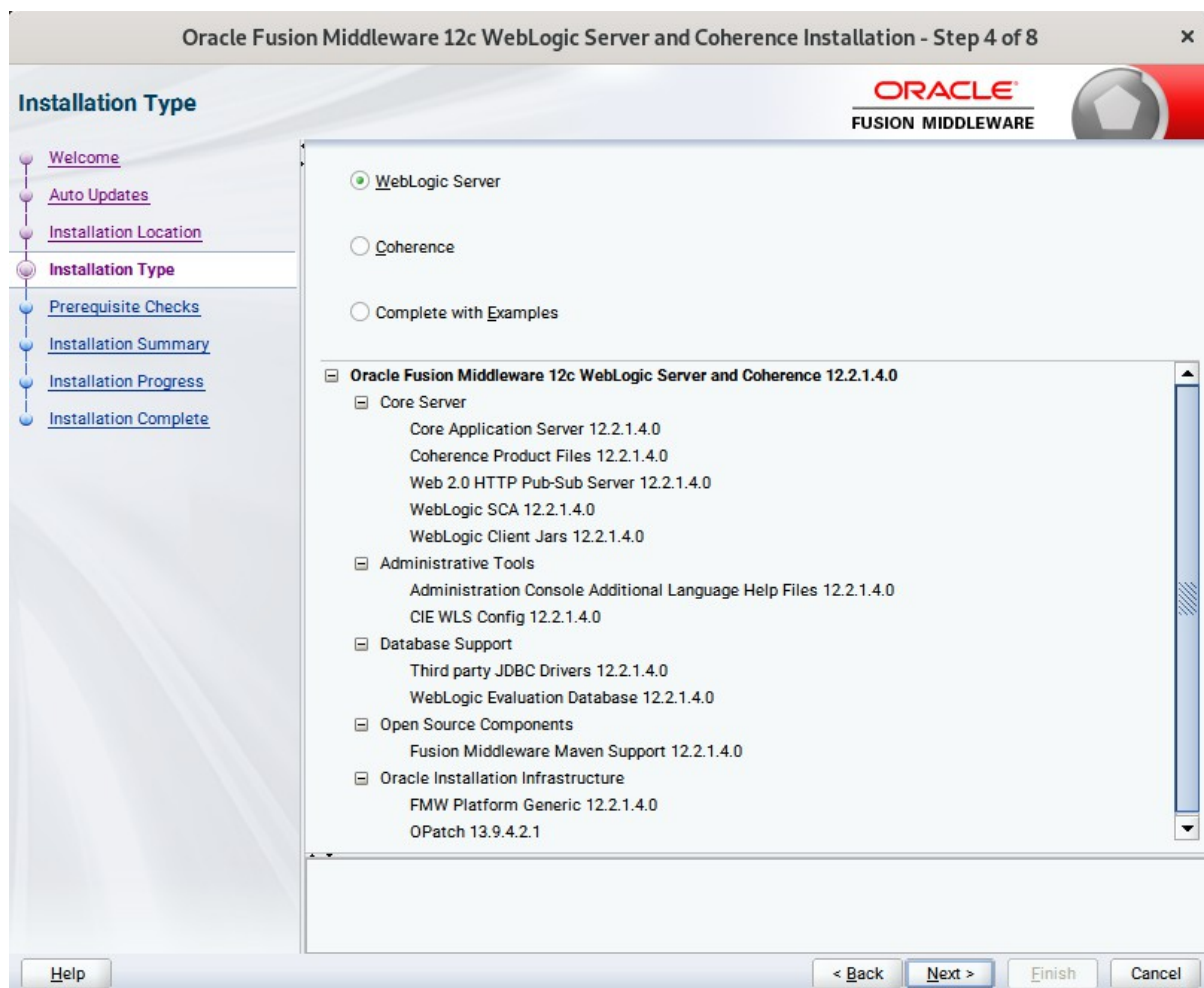 Oracle Fusion Middleware 12c WebLogic Server and Coherence Installation - Step 4 of 8
Installation Type
ORACLE
FUSION MIDDLEWARE
Welcome
Auto Updates
Installation Location
Installation Type
Prerequisite Checks
Installation Summary
Installation Progress
Installation Complete
WebLogic Server
Coherence
Complete with Examples
Oracle Fusion Middleware 12c WebLogic Server and Coherence 12.2.1.4.0
Core Server
Core Application Server 12.2.1.4.0
Coherence Product Files 12.2.1.4.0
Web 2.0 HTTP Pub-Sub Server 12.2.1.4.0
WebLogic SCA 12.2.1.4.0
WebLogic Client Jars 12.2.1.4.0
Administrative Tools
Administration Console Additional Language Help Files 12.2.1.4.0
CIE WLS Config 12.2.1.4.0
Database Support
Third party JDBC Drivers 12.2.1.4.0
WebLogic Evaluation Database 12.2.1.4.0
Open Source Components
Fusion Middleware Maven Support 12.2.1.4.0
Oracle Installation Infrastructure
FMW Platform Generic 12.2.1.4.0
OPatch 13.9.4.2.1
Help
< Back
Next >
Finish
Cancel